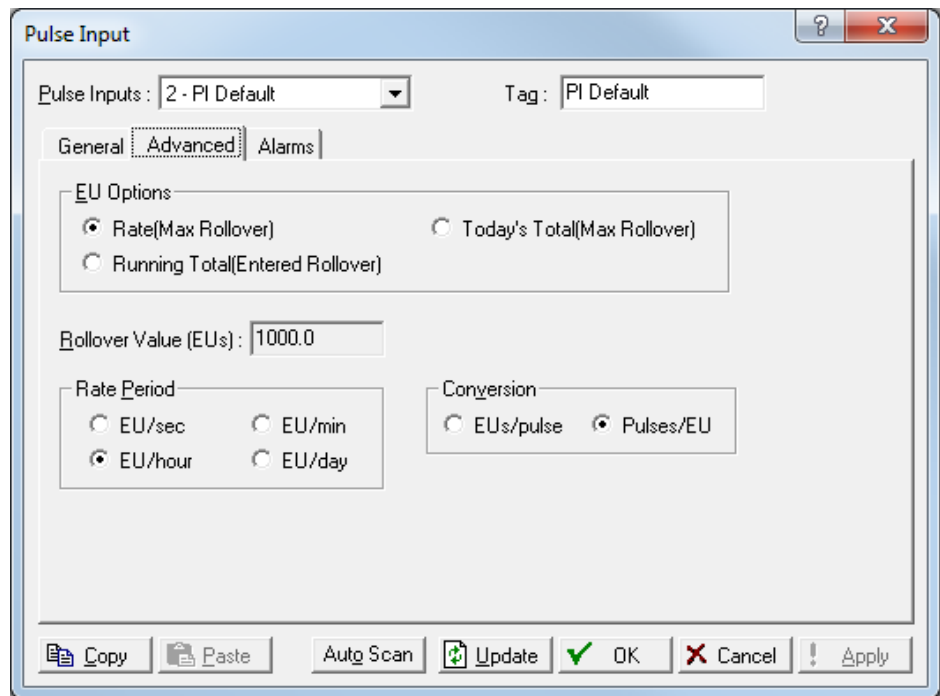 Pulse Input
Pulse Inputs : 2 - PI Default Tag : PI Default
General Advanced Alarms
EU Options
Rate(Max Rollover) Today's Total(Max Rollover)
Running Total(Entered Rollover)
Rollover Value (EUs) : 1000.0
Rate Period Conversion
EU/sec EU/min EUs/pulse Pulses/EU
EU/hour EU/day
Copy Paste Auto Scan Update OK Cancel ! Apply